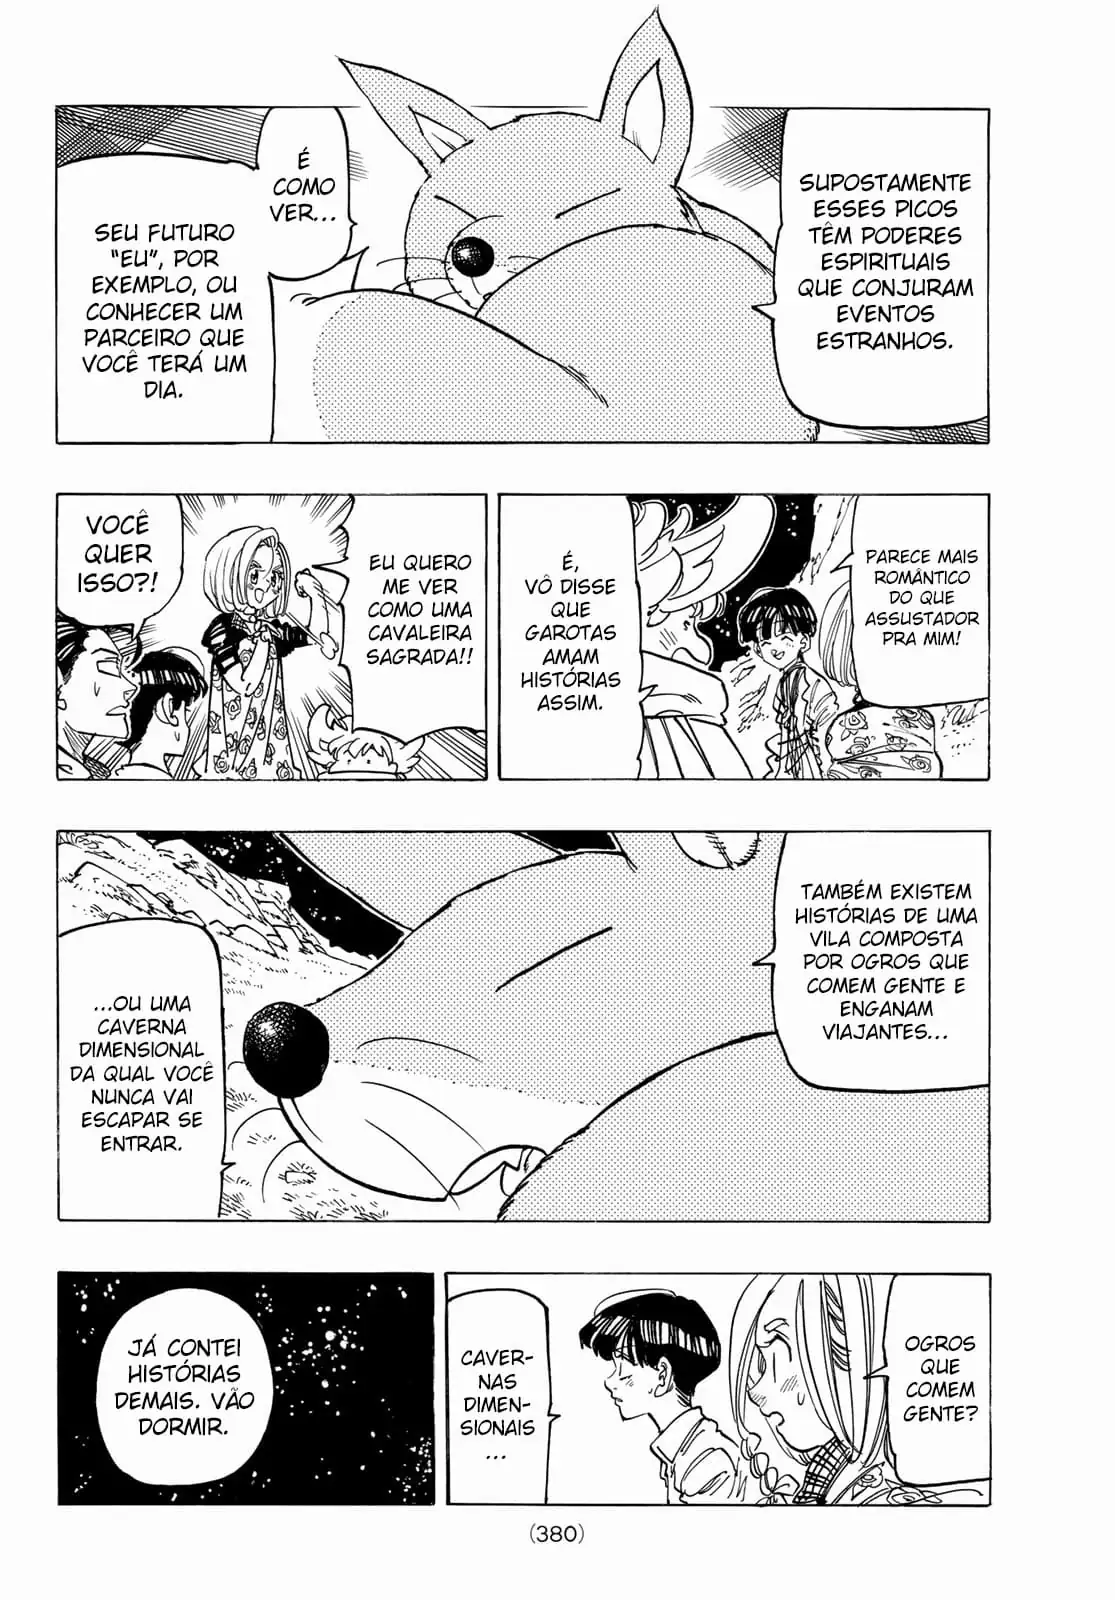 SUPOSTAMENTE
ESSES PICOS
TÊM PODERES
ESPIRITUAIS
QUE CONJURAM
EVENTOS
ESTRANHOS.
É
COMO
VER...
SEU FUTURO
"EU", POR
EXEMPLO, OU
CONHECER UM
PARCEIRO QUE
VOCÊ TERÁ UM
DIA.
PARECE MAIS
ROMÂNTICO
DO QUE
ASSUSTADOR
PRA MIM!
É,
VÔ DISSE
QUE
GAROTAS
AMAM
HISTÓRIAS
ASSIM.
EU QUERO
ME VER
COMO UMA
CAVALEIRA
SAGRADA!!
VOCÊ
QUER
ISSO?!
TAMBÉM EXISTEM
HISTÓRIAS DE UMA
VILA COMPOSTA
POR OGROS QUE
COMEM GENTE E
ENGANAM
VIAJANTES...
...OU UMA
CAVERNA
DIMENSIONAL
DA QUAL VOCÊ
NUNCA VAI
ESCAPAR SE
ENTRAR.
OGROS
QUE
COMEM
GENTE?
CAVER-
NAS
DIMEN-
SIONAIS
...
JÁ CONTEI
HISTÓRIAS
DEMAIS. VÃO
DORMIR.
(380)